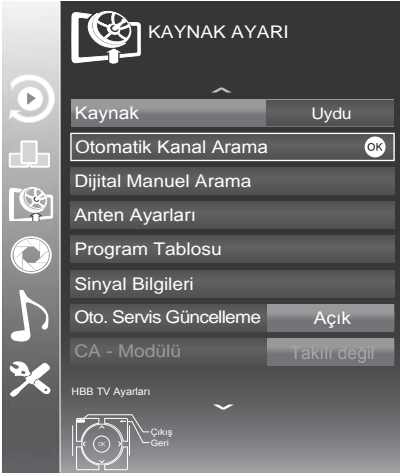 KAYNAK AYARI
Kaynak Uydu
Otomatik Kanal Arama OK
Dijital Manuel Arama
Anten Ayarları
Program Tablosu
Sinyal Bilgileri
Oto. Servis Güncelleme Açık
CA - Modülü Takılı değil
HBB TV Ayarları
Çıkış
Geri
OK